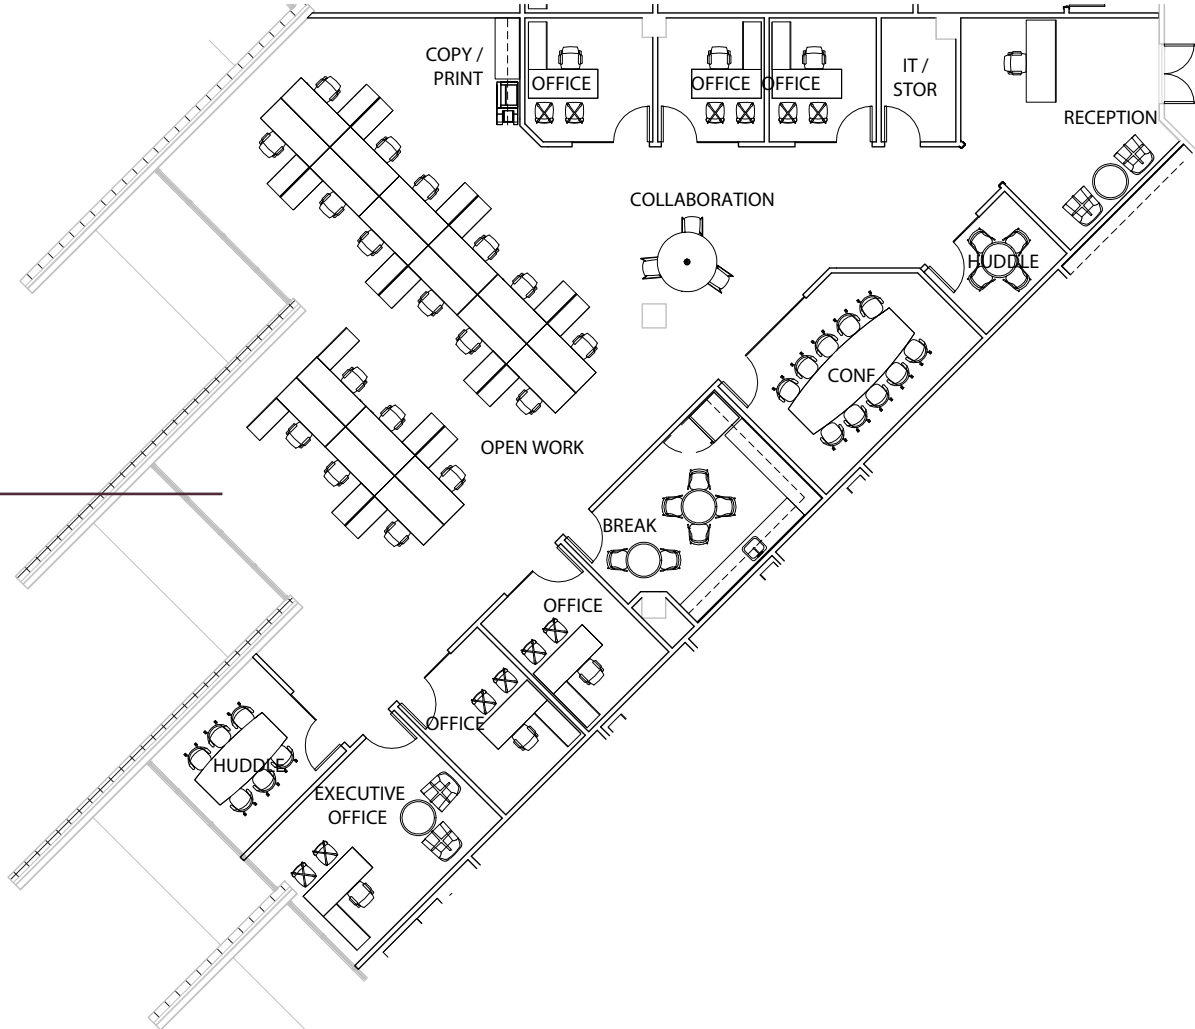 COPY /
PRINT
OFFICE
OFFICE
OFFICE
IT /
STOR
RECEPTION
COLLABORATION
HUDDLE
CONF
OPEN WORK
BREAK
OFFICE
OFFICE
HUDDLE
EXECUTIVE
OFFICE